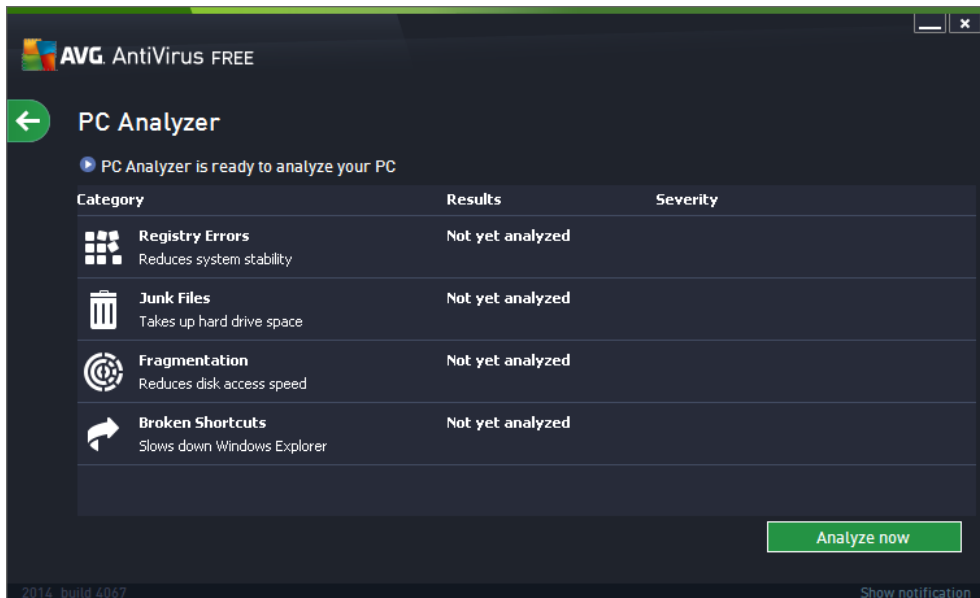 AVG. AntiVirus FREE
PC Analyzer
PC Analyzer is ready to analyze your PC
Category Results Severity
Registry Errors Not yet analyzed
Reduces system stability
Junk Files Not yet analyzed
Takes up hard drive space
Fragmentation Not yet analyzed
Reduces disk access speed
Broken Shortcuts Not yet analyzed
Slows down Windows Explorer
Analyze now
2014 build 4067 Show notification